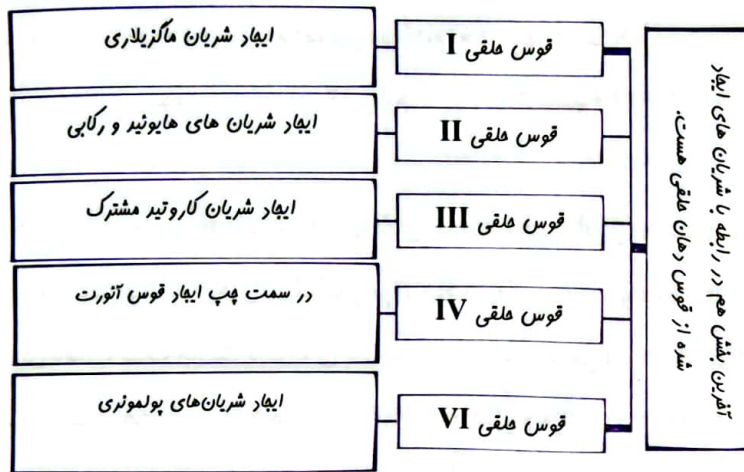 آخرین بخش هم در رابطه با شریان های ایجاد
شده از قوس دهان حلقی هست.
قوس حلقی I
ایجاد شریان ماگزیلاری
قوس حلقی II
ایجاد شریان های هایوئید و رکابی
قوس حلقی III
ایجاد شریان کاروتید مشترک
قوس حلقی IV
در سمت چپ ایجاد قوس آئورت
قوس حلقی VI
ایجاد شریان‌های پولمونری